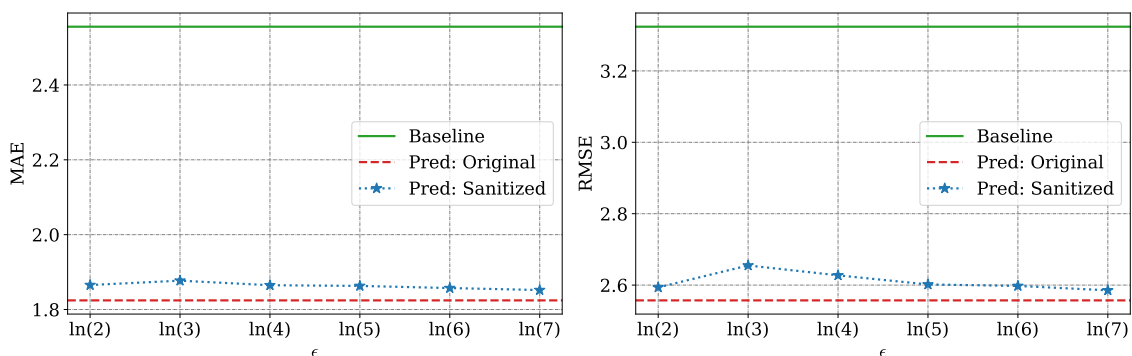 MAE
2.4
2.2
2.0
1.8
Baseline
Pred: Original
Pred: Sanitized
ln(2) ln(3) ln(4) ln(5) ln(6) ln(7)
ϵ
RMSE
3.2
3.0
2.8
2.6
Baseline
Pred: Original
Pred: Sanitized
ln(2) ln(3) ln(4) ln(5) ln(6) ln(7)
ϵ